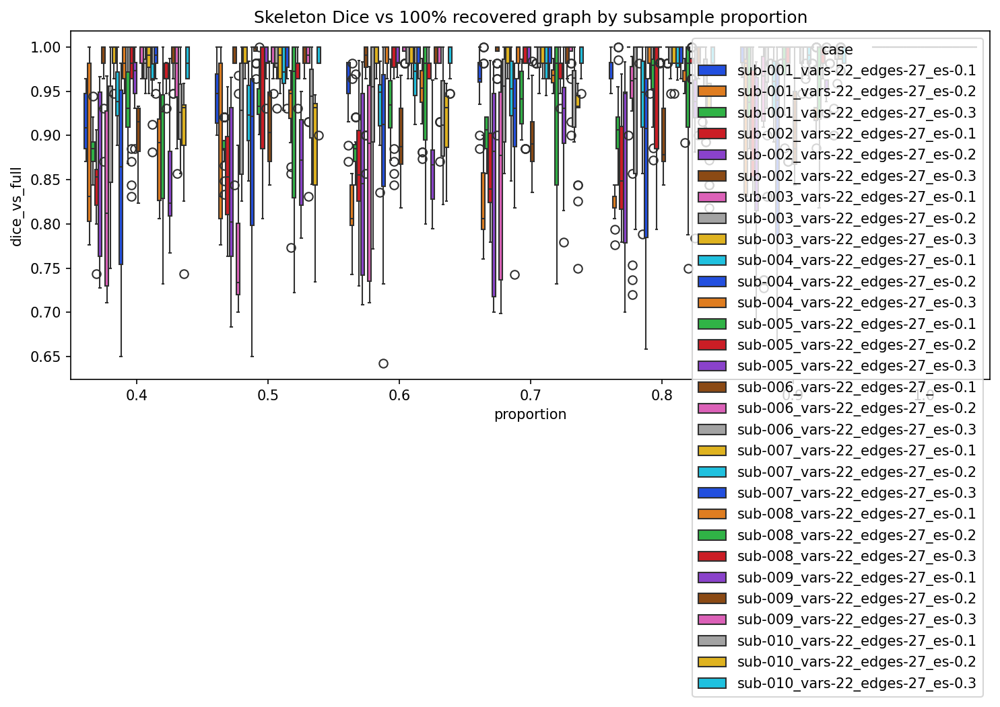 Skeleton Dice vs 100% recovered graph by subsample proportion
dice_vs_full
1.00
0.95
0.90
0.85
0.80
0.75
0.70
0.65
0.4 0.5 0.6 0.7 0.8 0.9 1.0
proportion
case
sub-001_vars-22_edges-27_es-0.1
sub-001_vars-22_edges-27_es-0.2
sub-001_vars-22_edges-27_es-0.3
sub-002_vars-22_edges-27_es-0.1
sub-002_vars-22_edges-27_es-0.2
sub-002_vars-22_edges-27_es-0.3
sub-003_vars-22_edges-27_es-0.1
sub-003_vars-22_edges-27_es-0.2
sub-003_vars-22_edges-27_es-0.3
sub-004_vars-22_edges-27_es-0.1
sub-004_vars-22_edges-27_es-0.2
sub-004_vars-22_edges-27_es-0.3
sub-005_vars-22_edges-27_es-0.1
sub-005_vars-22_edges-27_es-0.2
sub-005_vars-22_edges-27_es-0.3
sub-006_vars-22_edges-27_es-0.1
sub-006_vars-22_edges-27_es-0.2
sub-006_vars-22_edges-27_es-0.3
sub-007_vars-22_edges-27_es-0.1
sub-007_vars-22_edges-27_es-0.2
sub-007_vars-22_edges-27_es-0.3
sub-008_vars-22_edges-27_es-0.1
sub-008_vars-22_edges-27_es-0.2
sub-008_vars-22_edges-27_es-0.3
sub-009_vars-22_edges-27_es-0.1
sub-009_vars-22_edges-27_es-0.2
sub-009_vars-22_edges-27_es-0.3
sub-010_vars-22_edges-27_es-0.1
sub-010_vars-22_edges-27_es-0.2
sub-010_vars-22_edges-27_es-0.3